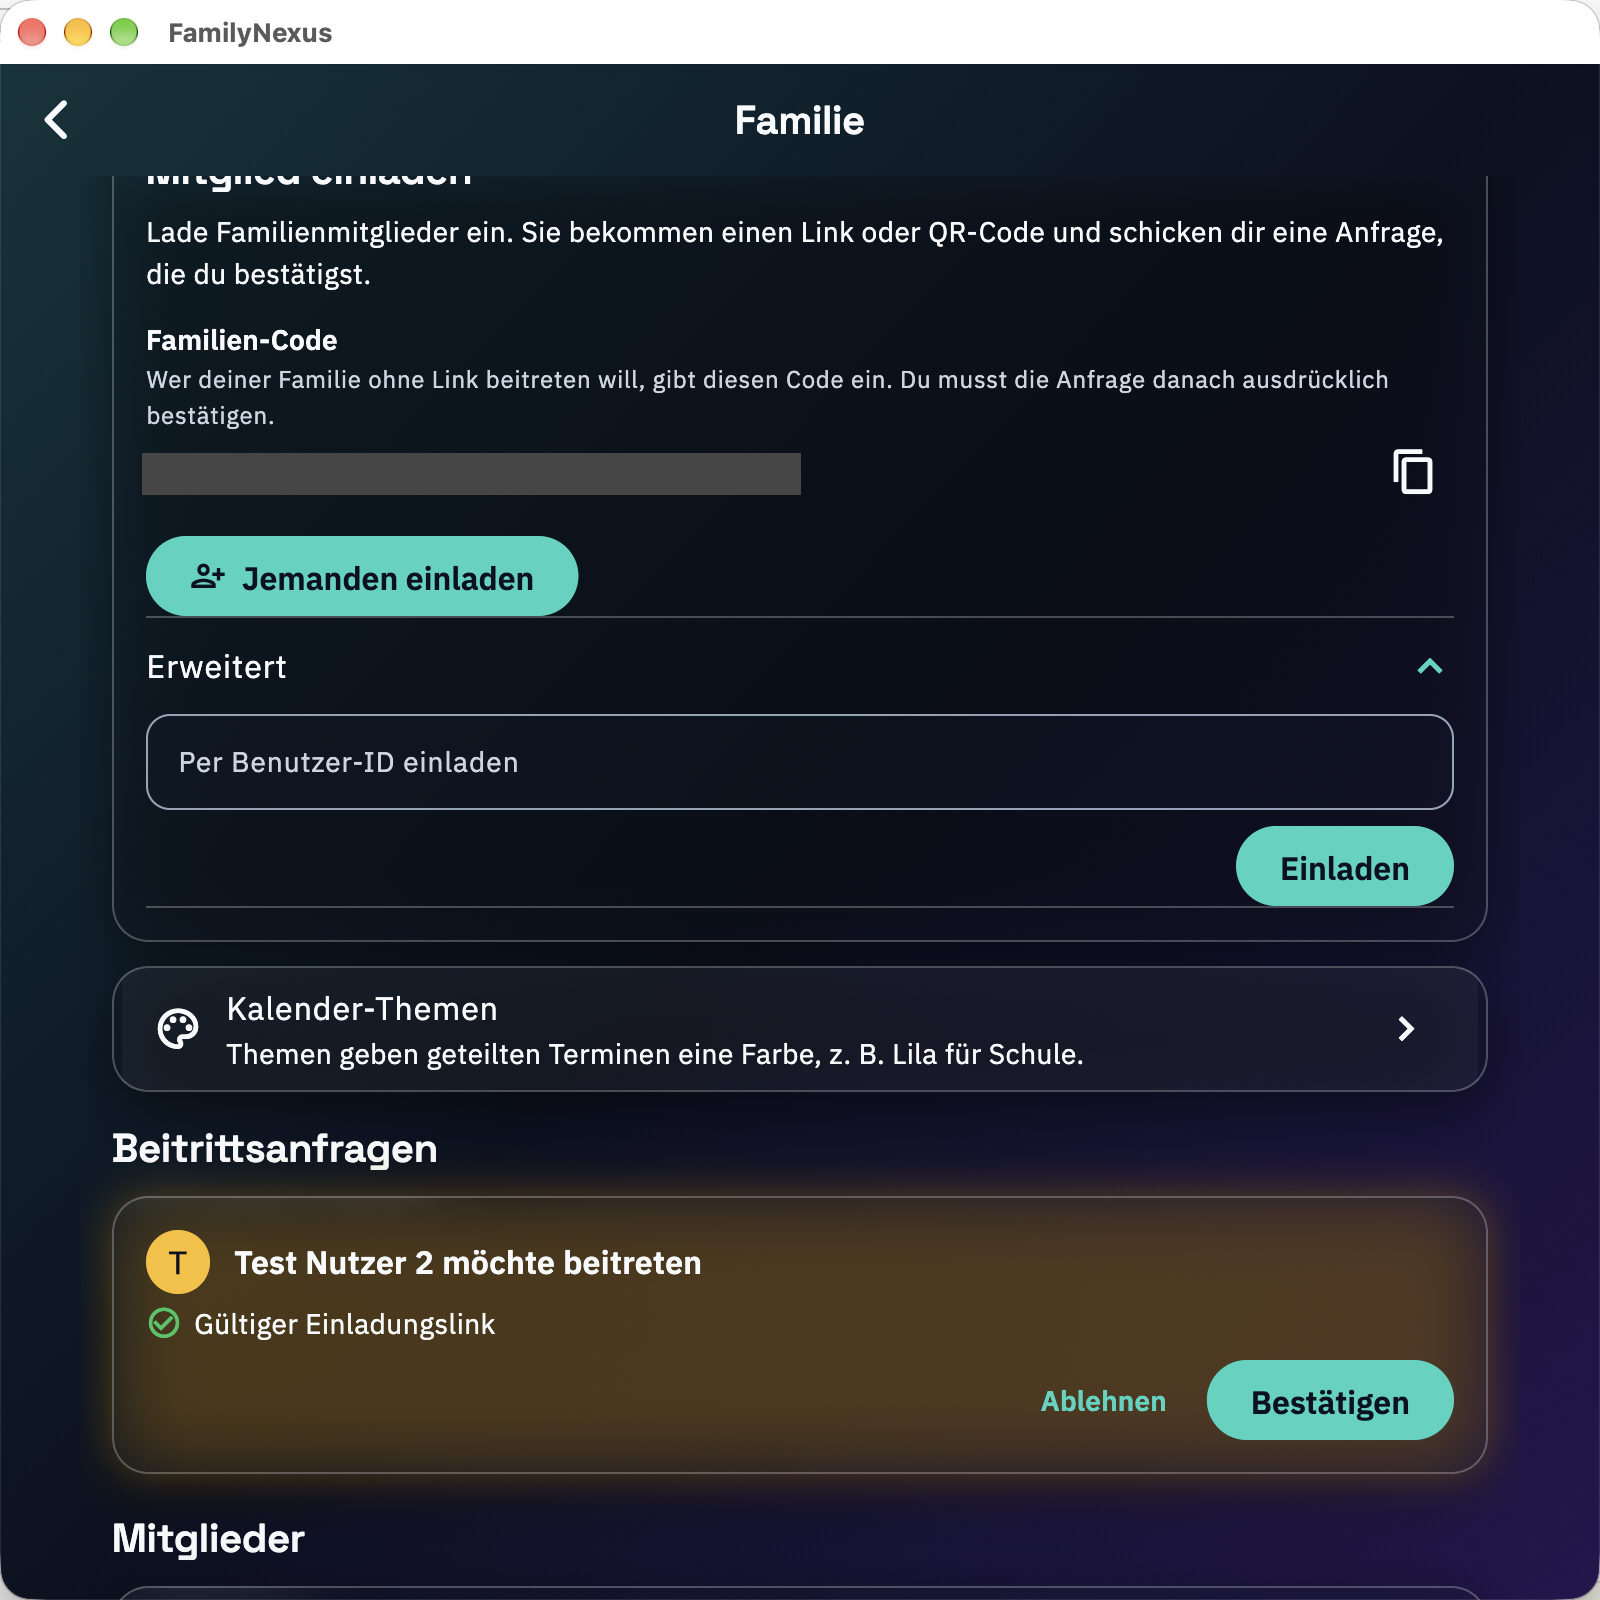 FamilyNexus
Familie
Mitglied einladen
Lade Familienmitglieder ein. Sie bekommen einen Link oder QR-Code und schicken dir eine Anfrage,
die du bestätigst.
Familien-Code
Wer deiner Familie ohne Link beitreten will, gibt diesen Code ein. Du musst die Anfrage danach ausdrücklich
bestätigen.
Jemanden einladen
Erweitert
Per Benutzer-ID einladen
Einladen
Kalender-Themen
Themen geben geteilten Terminen eine Farbe, z. B. Lila für Schule.
Beitrittsanfragen
T
Test Nutzer 2 möchte beitreten
Gültiger Einladungslink
Ablehnen
Bestätigen
Mitglieder